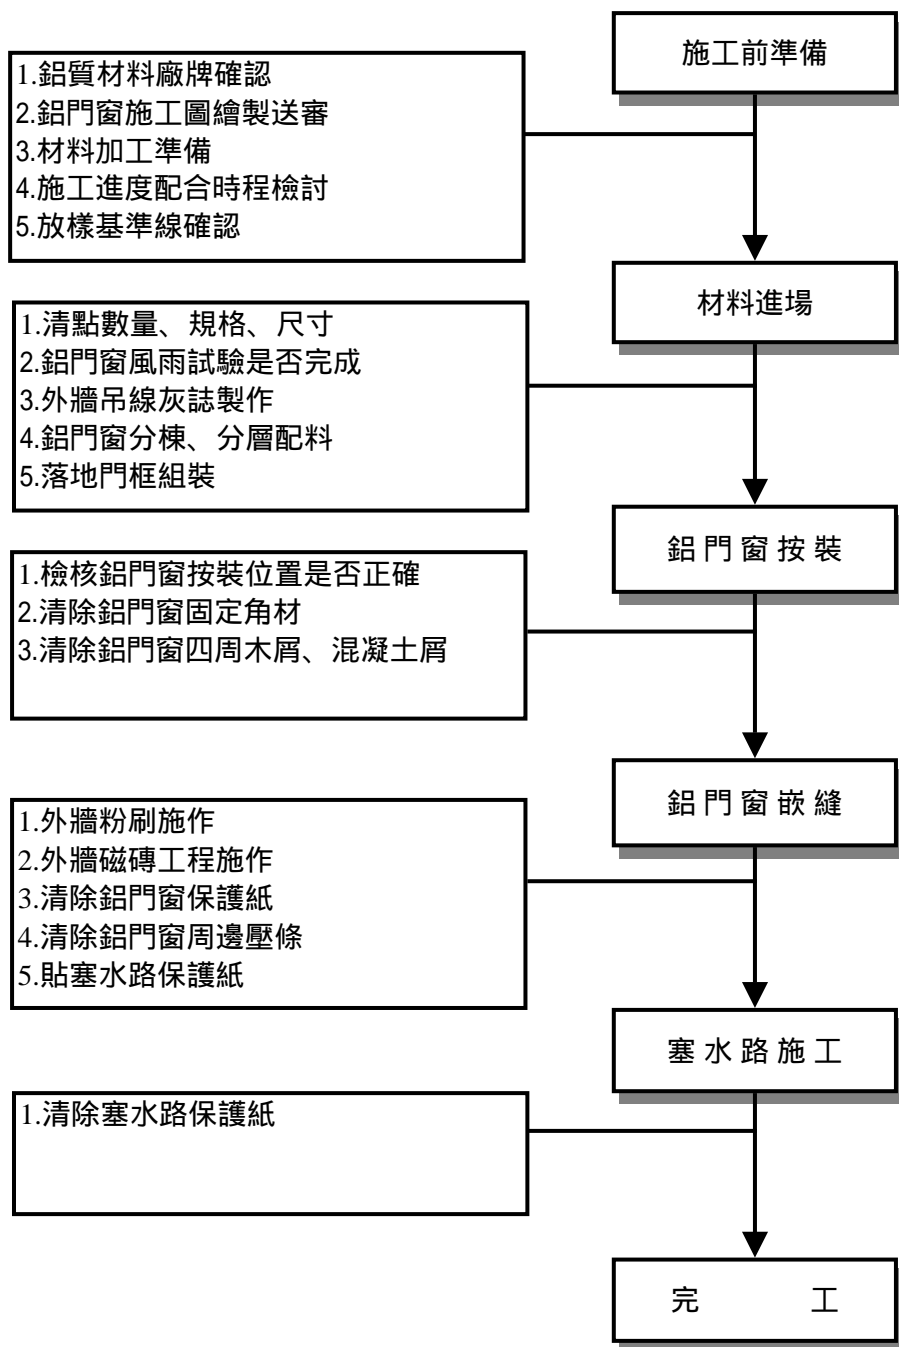 施工前準備
1.鋁質材料廠牌確認
2.鋁門窗施工圖繪製送審
3.材料加工準備
4.施工進度配合時程檢討
5.放樣基準線確認
材料進場
1.清點數量、規格、尺寸
2.鋁門窗風雨試驗是否完成
3.外牆吊線灰誌製作
4.鋁門窗分棟、分層配料
5.落地門框組裝
鋁門窗按裝
1.檢核鋁門窗按裝位置是否正確
2.清除鋁門窗固定角材
3.清除鋁門窗四周木屑、混凝土屑
鋁門窗嵌縫
1.外牆粉刷施作
2.外牆磁磚工程施作
3.清除鋁門窗保護紙
4.清除鋁門窗周邊壓條
5.貼塞水路保護紙
塞水路施工
1.清除塞水路保護紙
完 工